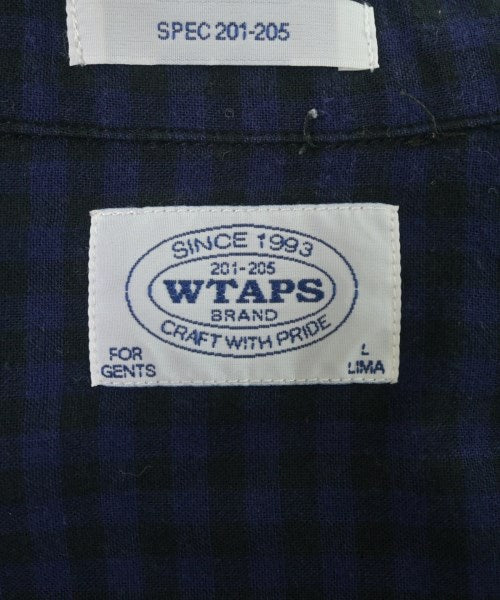 SPEC 201-205
SINCE 1993
201-205
WTAPS
BRAND
CRAFT WITH PRIDE
FOR
GENTS
L
LIMA